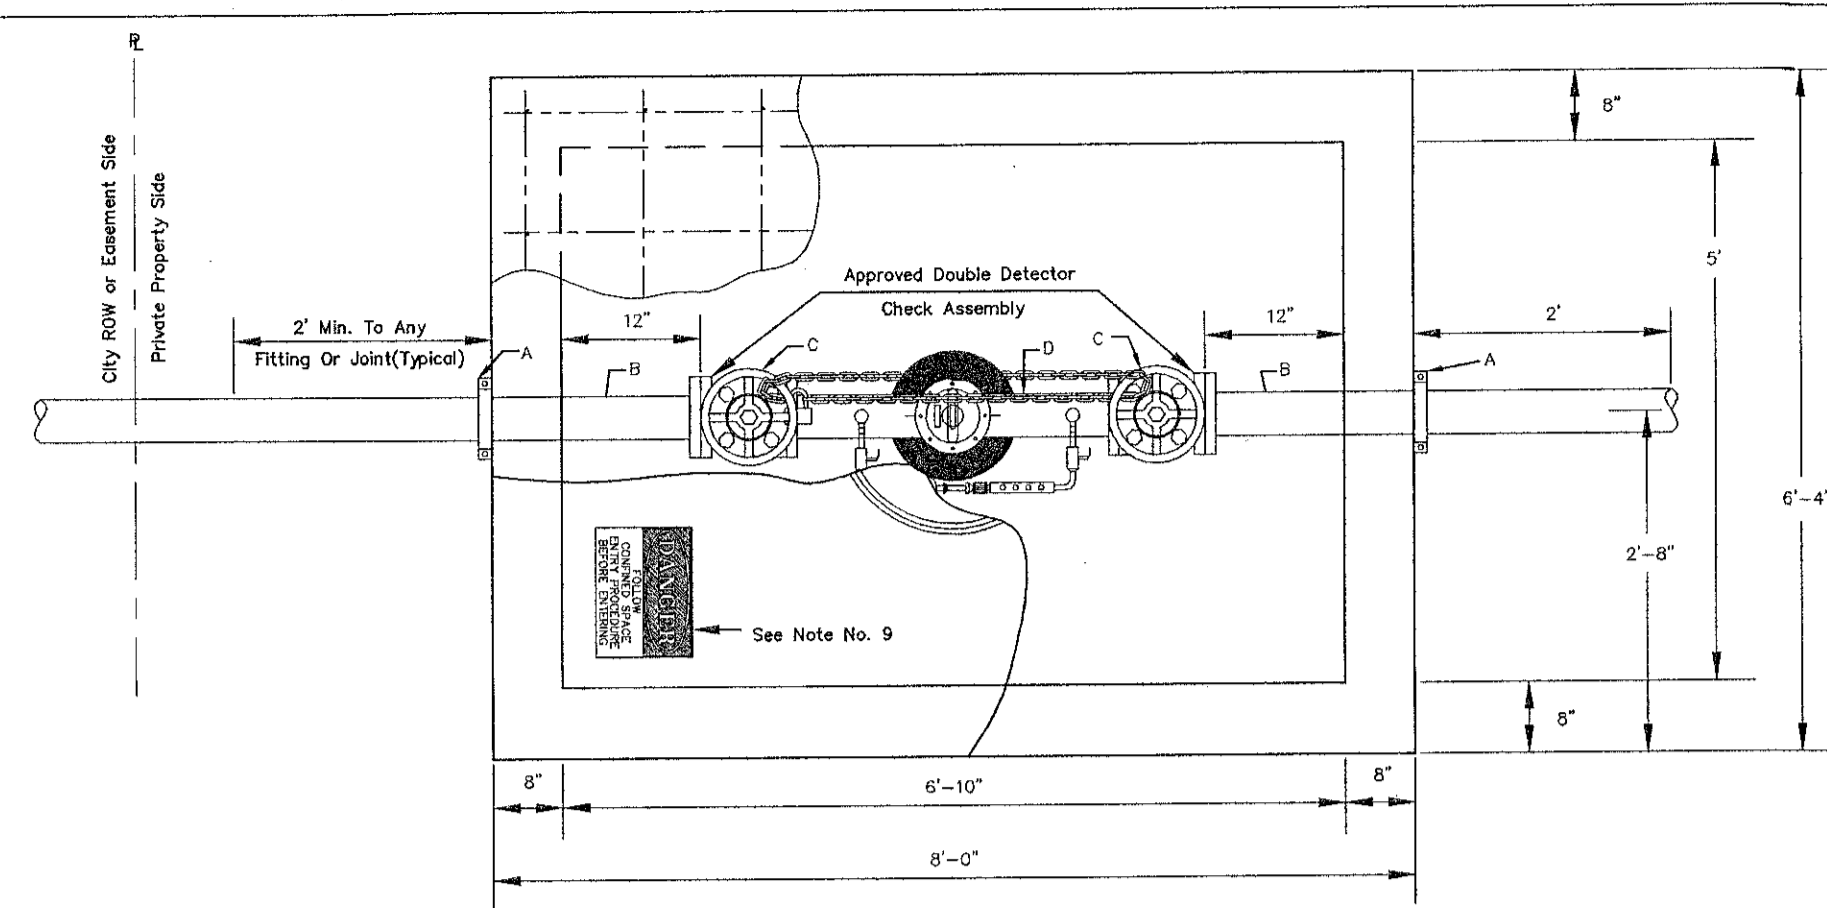 PL
City ROW or Easement Side
Private Property Side
2' Min. To Any
Fitting Or Joint(Typical)
A
B
12"
C
Approved Double Detector
Check Assembly
D
C
12"
B
2'
A
8"
5'
6'-4"
2'-8"
8"
DANGER
FOLLOW
CONFINED SPACE
ENTRY PROCEDURE
BEFORE ENTERING
See Note No. 9
8"
6'-10"
8"
8'-0"